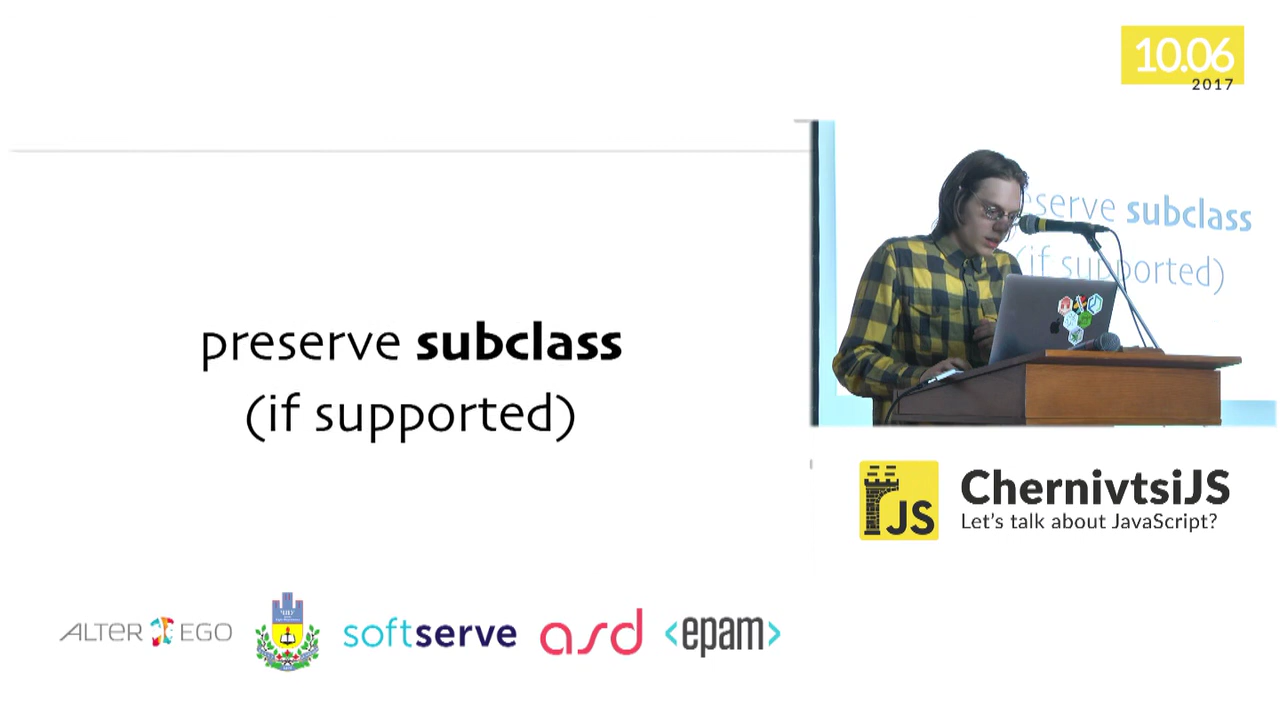 10.06
2017
preserve subclass
(if supported)
eserve subclass
(if supported)
JS
ChernivtsiJS
Let's talk about JavaScript?
ALTER EGO
softserve
asd
<epam>